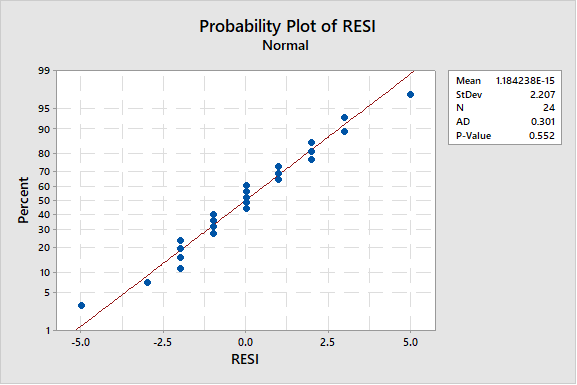 Probability Plot of RESI
Normal
Mean 1.184238E-15
StDev 2.207
N 24
AD 0.301
P-Value 0.552
99
95
90
80
70
60
50
40
30
20
10
5
1
Percent
-5.0 -2.5 0.0 2.5 5.0
RESI